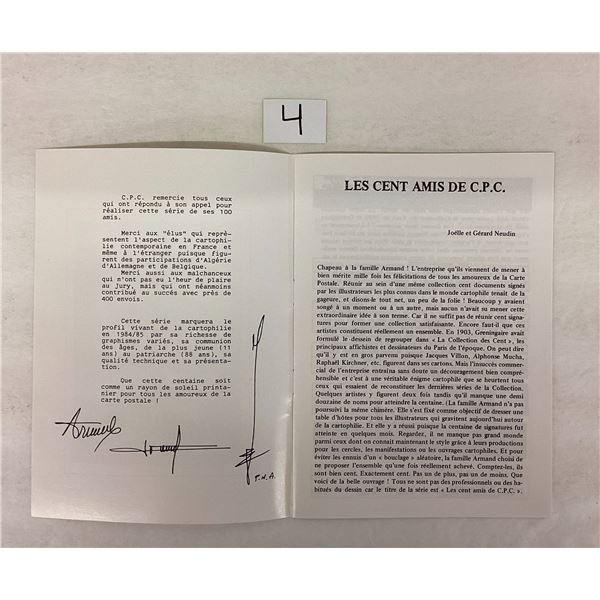 4
C.P.C. remercie tous ceux
qui ont répondu à son appel pour
réaliser cette série de ses 100
amis.
Merci aux "élus" qui repré-
sentent l'aspect de la cartophi-
lie contemporaine en France et
même à l'étranger puisque figu-
rent des participations d'Algérie
d'Allemagne et de Belgique.
Merci aussi aux malchanceux
qui n'ont pas eu l'heur de plaire
au jury, mais qui ont néanmoins
contribué au succès avec près de
400 envois.
Cette série marquera le
profil vivant de la cartophilie
en 1984/85 par sa richesse de
graphismes variés, sa communion
des âges, de la plus jeune (11
ans) au patriarche (88 ans), sa
qualité technique et sa présenta-
tion.
Que cette centaine soit
comme un rayon de soleil printa-
nier pour tous les amoureux de la
carte postale !
P.N.A.
LES CENT AMIS DE C.P.C.
Joëlle et Gérard Neudin
Chapeau à la famille Armand ! L'entreprise qu'ils viennent de mener à
bien mérite mille fois les félicitations de tous les amoureux de la Carte
Postale. Réunir au sein d'une même collection cent documents signés
par les illustrateurs les plus connus dans le monde cartophile tenait de la
gageure, et disons-le tout net, un peu de la folie ! Beaucoup y avaient
songé à un moment ou à un autre, mais aucun n'avait su mener cette
extraordinaire idée à son terme. Car il ne suffit pas de réunir cent signa-
tures pour former une collection satisfaisante. Encore faut-il que ces
artistes constituent réellement un ensemble. En 1903, Greningaire avait
formulé le dessein de regrouper dans « La Collection des Cent », les
principaux affichistes et dessinateurs du Paris de l'époque. On peut dire
qu'il y est en gros parvenu puisque Jacques Villon, Alphonse Mucha,
Raphaël Kirchner, etc. figurent dans ses cartons. Mais l'insuccès commer-
cial de l'entreprise entraîna sans doute un découragement bien compré-
hensible et c'est à une véritable énigme cartophile que se heurtent tous
ceux qui essaient de reconstituer les dernières séries de la Collection.
Quelques artistes y figurent deux fois tandis qu'il manque une demi
douzaine de noms pour atteindre la centaine. (La famille Armand n'a pas
poursuivi la même chimère. Elle s'est fixée comme objectif de dresser une
table d'hôtes pour tous les illustrateurs qui gravitent aujourd'hui autour
de la cartophilie. Et elle y a réussi puisque la centaine de signatures fut
atteinte en quelques mois. Regardez, il ne manque pas grand monde
parmi ceux dont on connaît maintenant le style grâce à leurs productions
pour les cercles, les manifestations ou les ouvrages cartophiles. Et pour
éviter les ennuis d'un « bouclage » aléatoire, la famille Armand choisi de
ne proposer l'ensemble qu'une fois réellement achevé. Comptez-les, ils
sont bien cent. Exactement cent. Pas un de plus, pas un de moins. Que
voici de la belle ouvrage ! Tous ne sont pas des professionnels ou des ha-
bitués du dessin car le titre de la série est « Les cent amis de C.P.C. ».